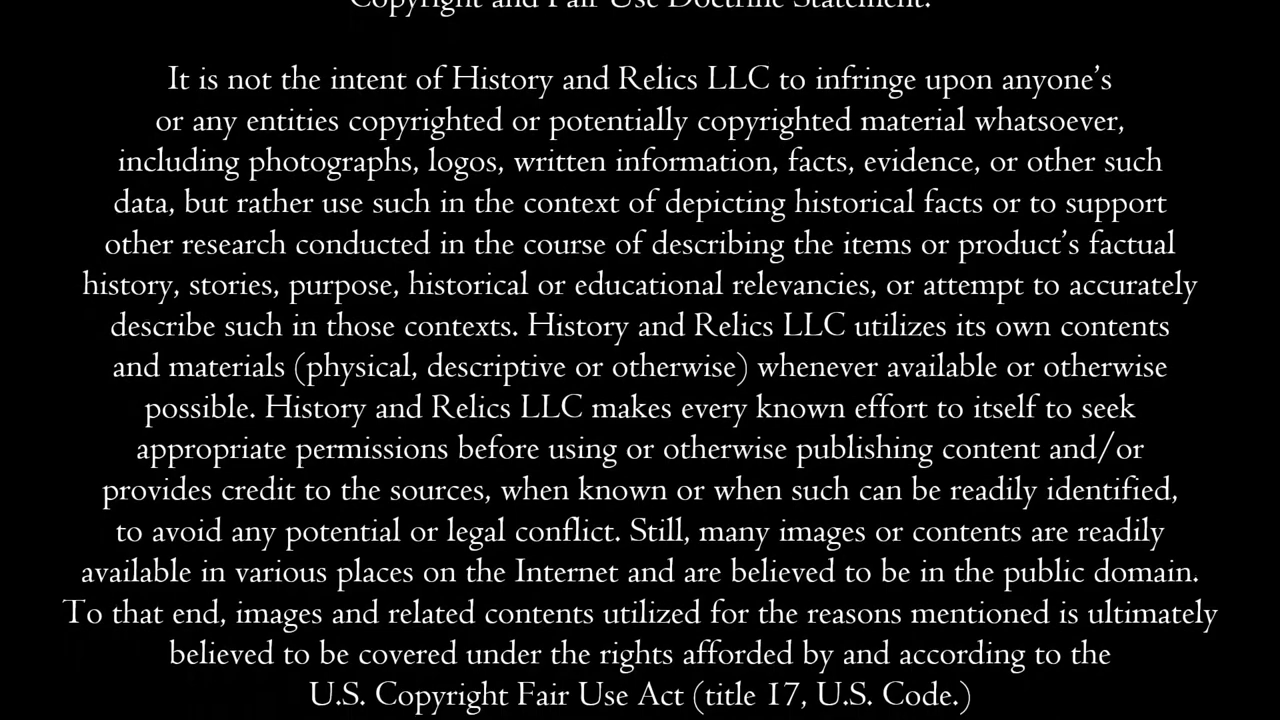 Copyright and Fair Use Doctrine Statement:
It is not the intent of History and Relics LLC to infringe upon anyone's
or any entities copyrighted or potentially copyrighted material whatsoever,
including photographs, logos, written information, facts, evidence, or other such
data, but rather use such in the context of depicting historical facts or to support
other research conducted in the course of describing the items or product's factual
history, stories, purpose, historical or educational relevancies, or attempt to accurately
describe such in those contexts. History and Relics LLC utilizes its own contents
and materials (physical, descriptive or otherwise) whenever available or otherwise
possible. History and Relics LLC makes every known effort to itself to seek
appropriate permissions before using or otherwise publishing content and/or
provides credit to the sources, when known or when such can be readily identified,
to avoid any potential or legal conflict. Still, many images or contents are readily
available in various places on the Internet and are believed to be in the public domain.
To that end, images and related contents utilized for the reasons mentioned is ultimately
believed to be covered under the rights afforded by and according to the
U.S. Copyright Fair Use Act (title 17, U.S. Code.)